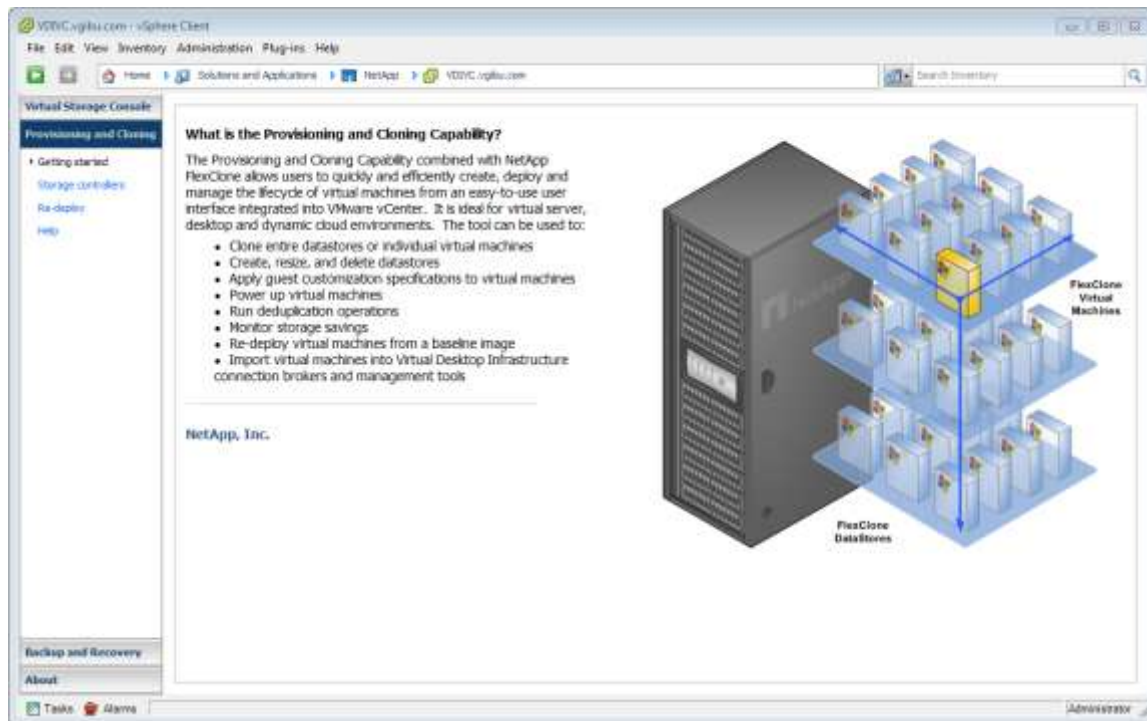 VDIVC.vgibu.com - vSphere Client
File Edit View Inventory Administration Plug-ins Help
Home Solutions and Applications NetApp VDIVC.vgibu.com Search Inventory
Virtual Storage Console
Provisioning and Cloning
Getting started
Storage controllers
Re-deploy
Help
What is the Provisioning and Cloning Capability?
The Provisioning and Cloning Capability combined with NetApp
FlexClone allows users to quickly and efficiently create, deploy and
manage the lifecycle of virtual machines from an easy-to-use user
interface integrated into VMware vCenter. It is ideal for virtual server,
desktop and dynamic cloud environments. The tool can be used to:
• Clone entire datastores or individual virtual machines
• Create, resize, and delete datastores
• Apply guest customization specifications to virtual machines
• Power up virtual machines
• Run deduplication operations
• Monitor storage savings
• Re-deploy virtual machines from a baseline image
• Import virtual machines into Virtual Desktop Infrastructure
connection brokers and management tools
NetApp, Inc.
NetApp
FlexClone
Virtual
Machines
FlexClone
DataStores
Backup and Recovery
About
Tasks Alarms
Administrator